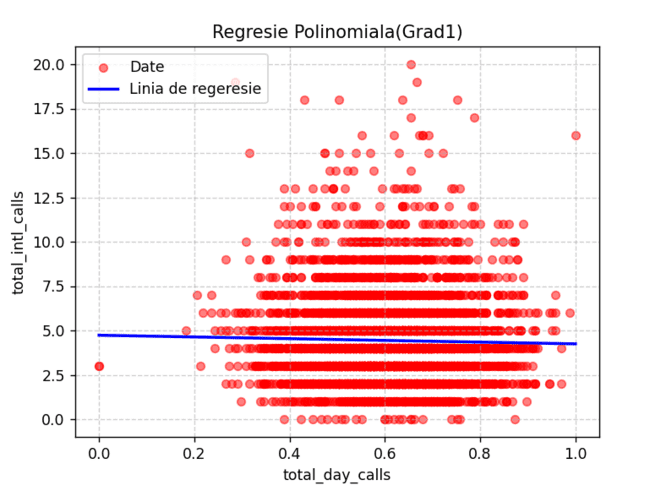 Regresie Polinomiala(Grad1)
Date
Linia de regeresie
total_intl_calls
20.0
17.5
15.0
12.5
10.0
7.5
5.0
2.5
0.0
0.0 0.2 0.4 0.6 0.8 1.0
total_day_calls